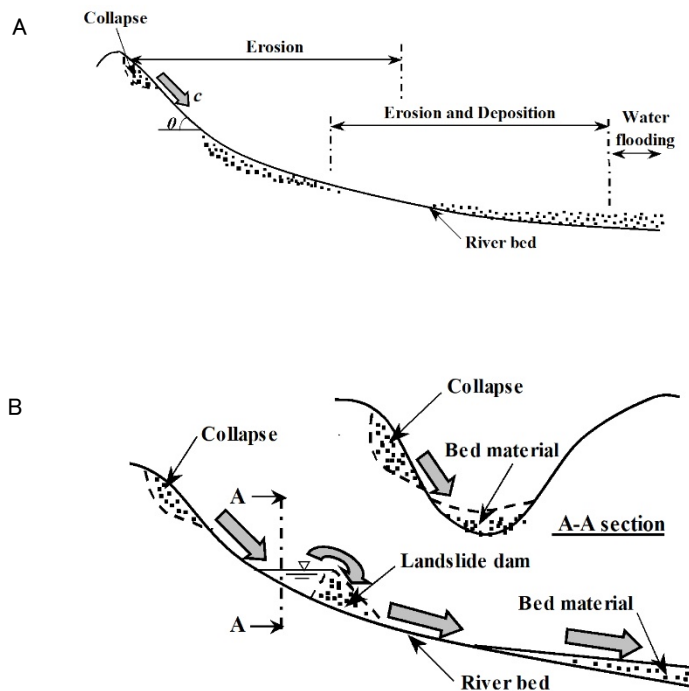 A
Collapse
Erosion
c
θ
Erosion and Deposition
Water
flooding
River bed
B
Collapse
Collapse
Bed material
A-A section
A
Landslide dam
Bed material
A
River bed